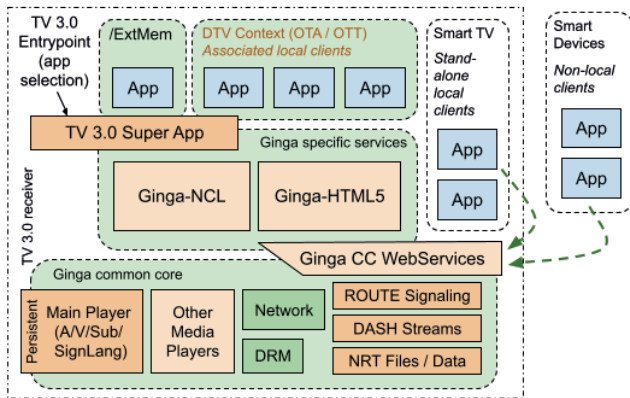 TV 3.0
Entrypoint
(app
selection)
/ExtMem
App
DTV Context (OTA / OTT)
Associated local clients
App
App
App
Smart TV
Stand-
alone
local
clients
App
App
Smart
Devices
Non-local
clients
App
App
TV 3.0 Super App
Ginga specific services
Ginga-NCL
Ginga-HTML5
TV 3.0 receiver
Ginga CC WebServices
Ginga common core
Persistent
Main Player
(A/V/Sub/
SignLang)
Other
Media
Players
Network
DRM
ROUTE Signaling
DASH Streams
NRT Files / Data